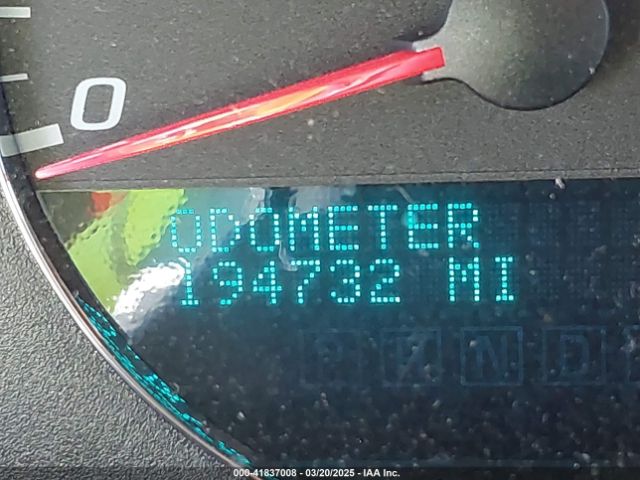 0
ODOMETER
194732 MI
P R N D
000-41837008 - 03/20/2025 - IAA Inc.